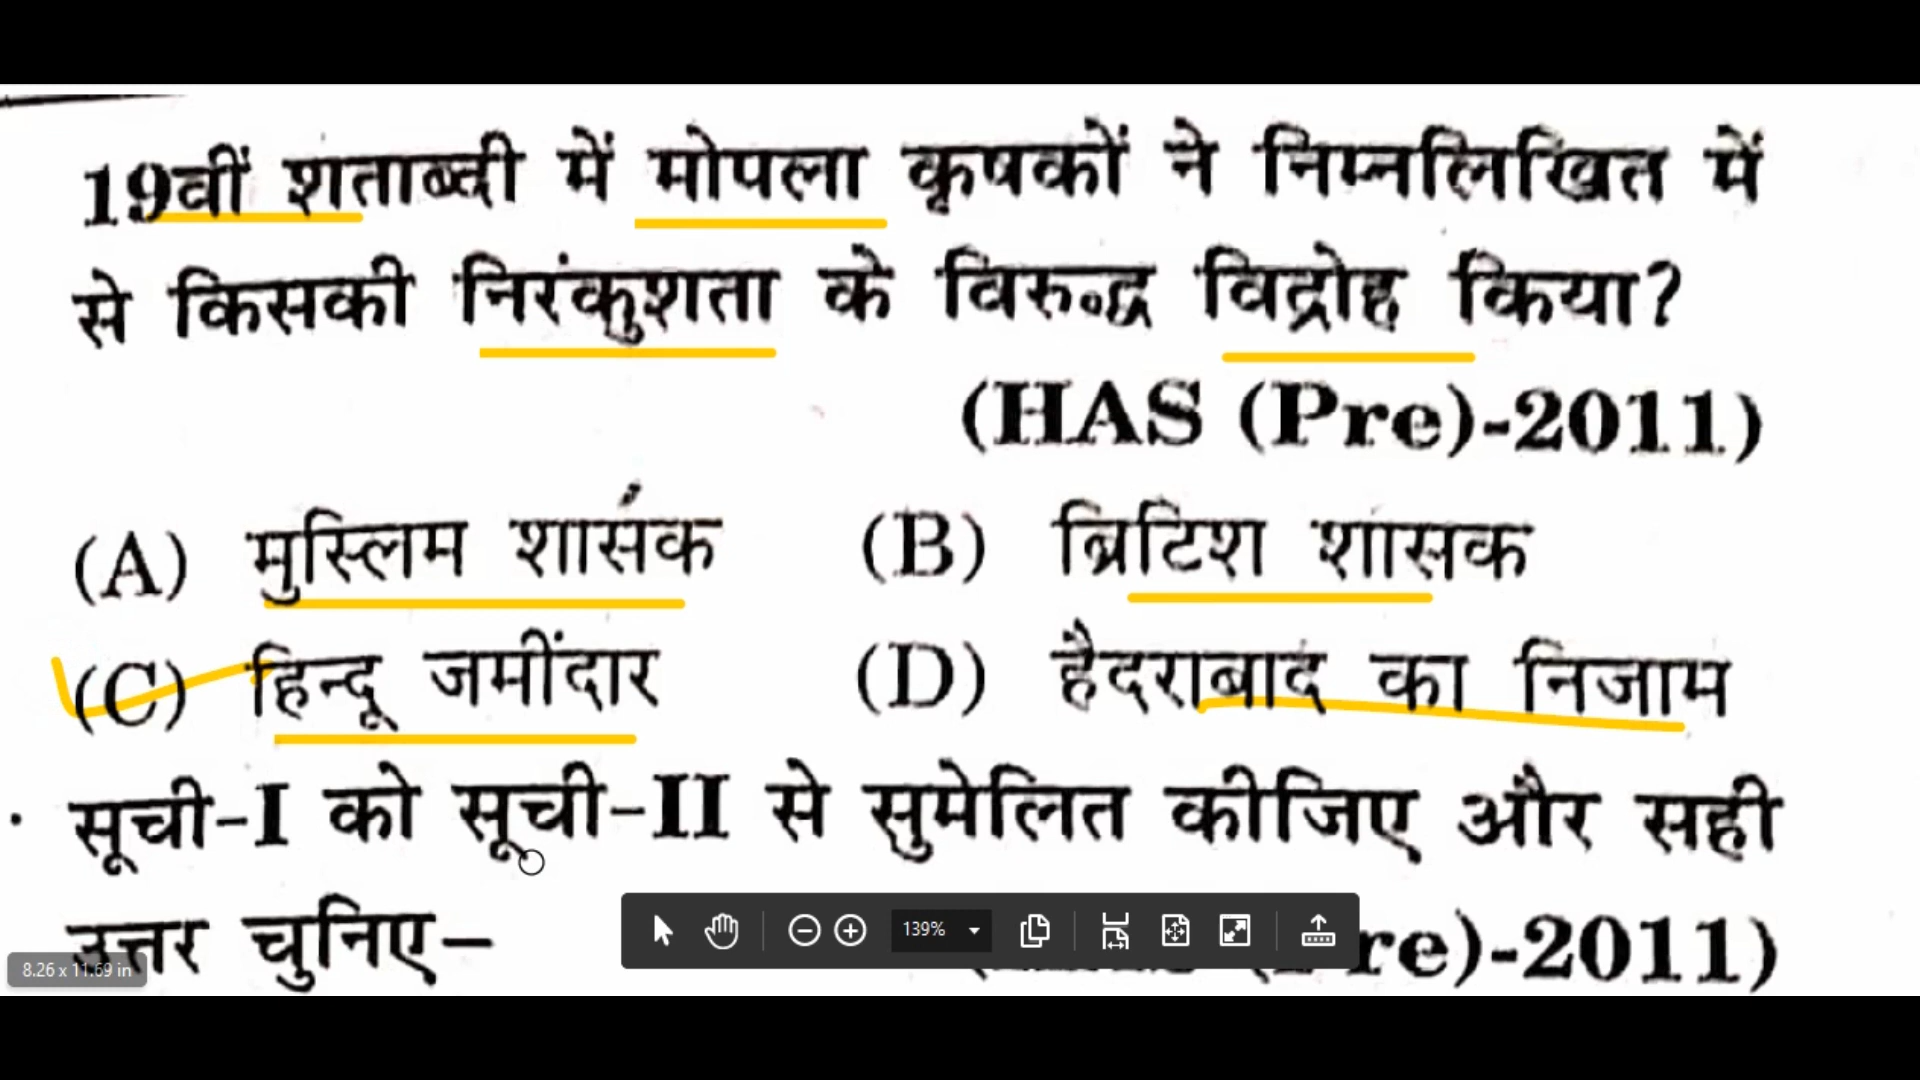 19वीं शताब्दी में मोपला कृषकों ने निम्नलिखित में
से किसकी निरंकुशता के विरुद्ध विद्रोह किया?
(HAS (Pre)-2011)
(A) मुस्लिम शासक (B) ब्रिटिश शासक
(C) हिन्दू जमींदार (D) हैदराबाद का निजाम
सूची-I को सूची-II से सुमेलित कीजिए और सही
उत्तर चुनिए– re)-2011)
139%
8.26 x 11.69 in